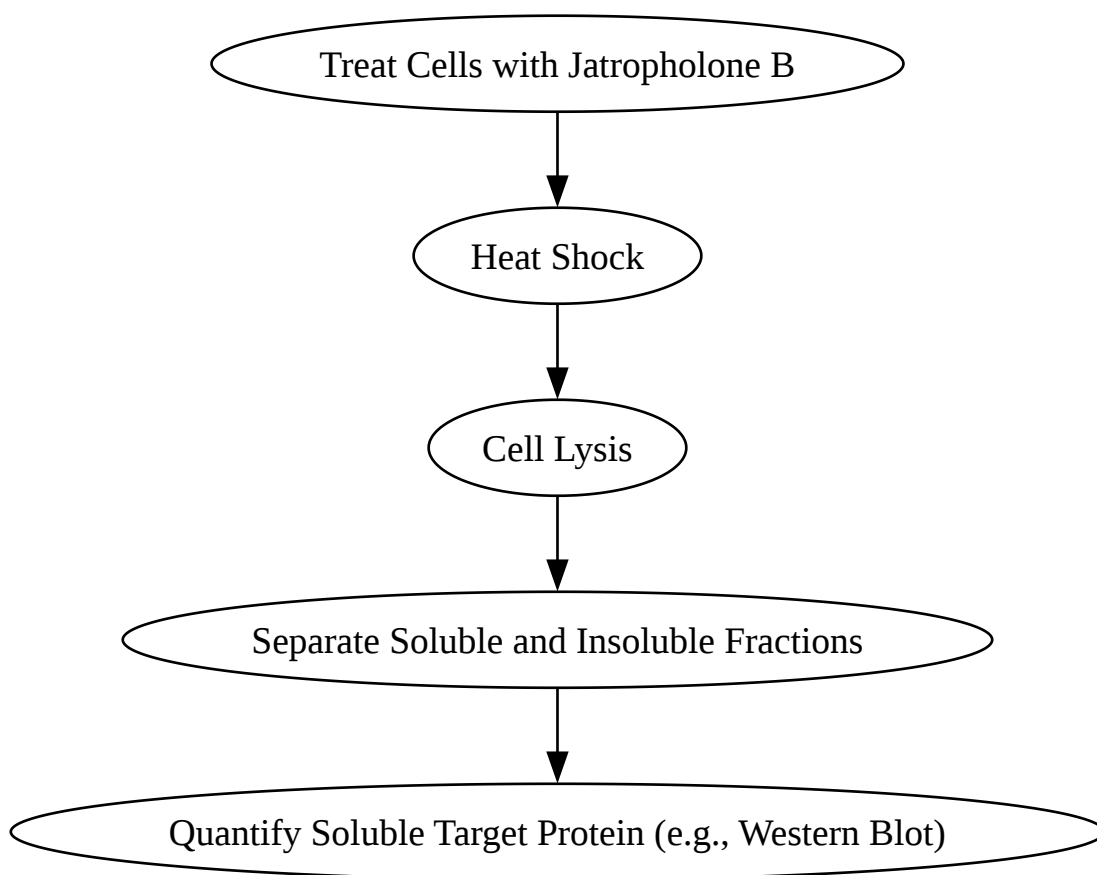 Treat Cells with Jatropholone B
Heat Shock
Cell Lysis
Separate Soluble and Insoluble Fractions
Quantify Soluble Target Protein (e.g., Western Blot)